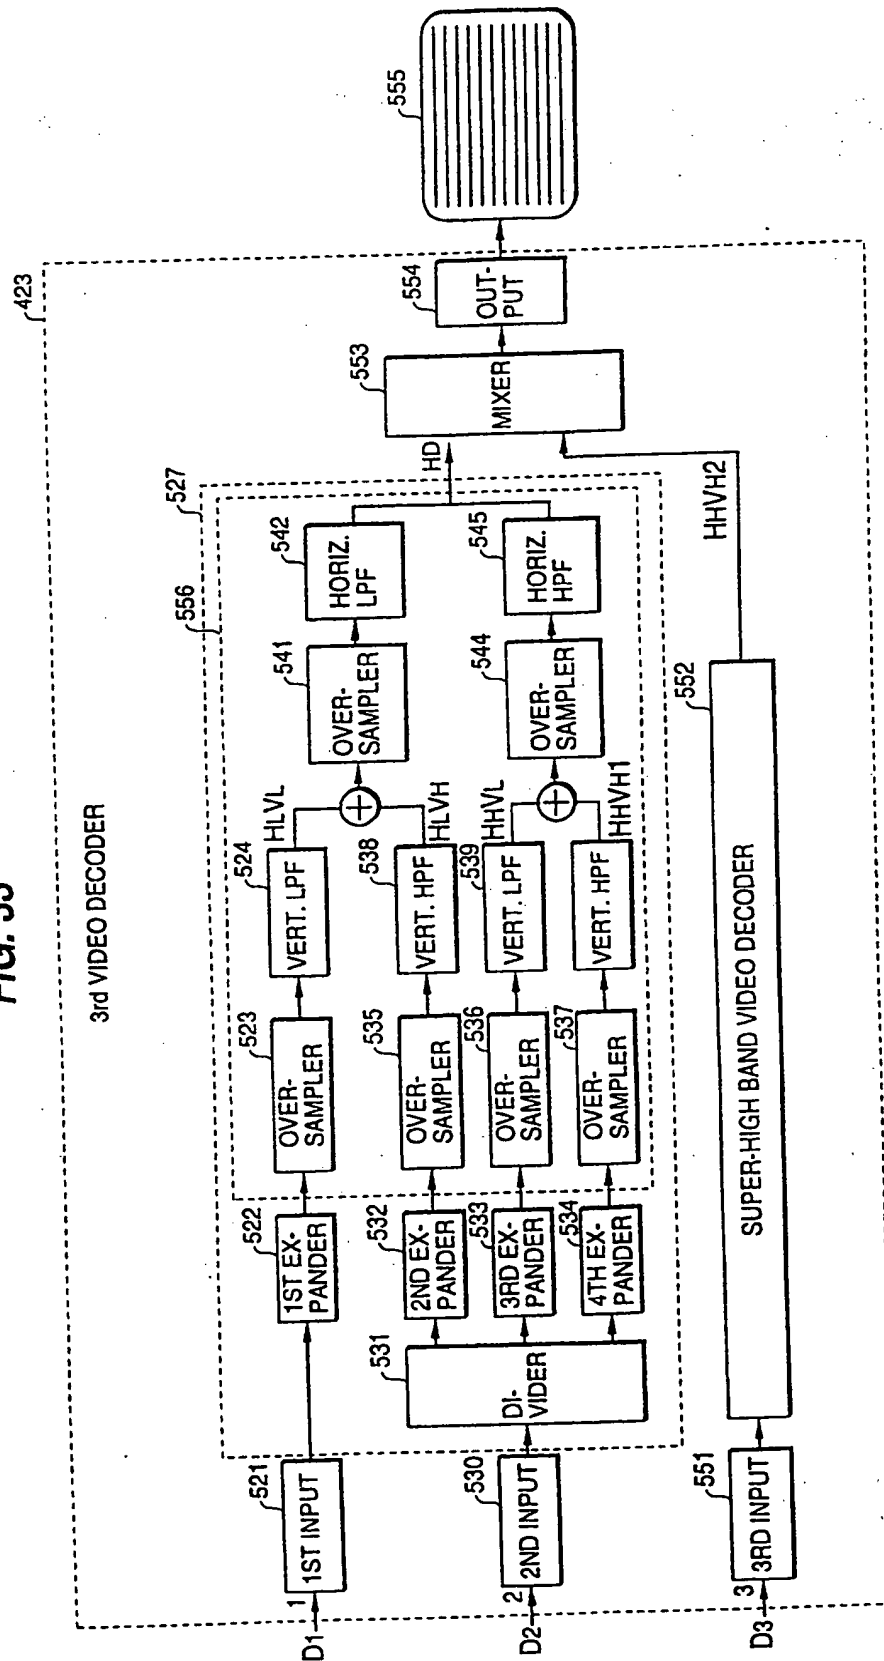 FIG. 33
3rd VIDEO DECODER
423
527
556
D1
1
1ST INPUT
521
1ST EX-
PANDER
522
OVER-
SAMPLER
523
VERT. LPF
524
HLVL
OVER-
SAMPLER
541
HORIZ.
LPF
542
D2
2
2ND INPUT
530
DI-
VIDER
531
2ND EX-
PANDER
532
OVER-
SAMPLER
535
VERT. HPF
538
HLVH
3RD EX-
PANDER
533
OVER-
SAMPLER
536
VERT. LPF
539
HHVL
4TH EX-
PANDER
534
OVER-
SAMPLER
537
VERT. HPF
HHVH1
OVER-
SAMPLER
544
HORIZ.
HPF
545
HD
MIXER
553
OUT-
PUT
554
555
D3
3
3RD INPUT
551
SUPER-HIGH BAND VIDEO DECODER
552
HHVH2